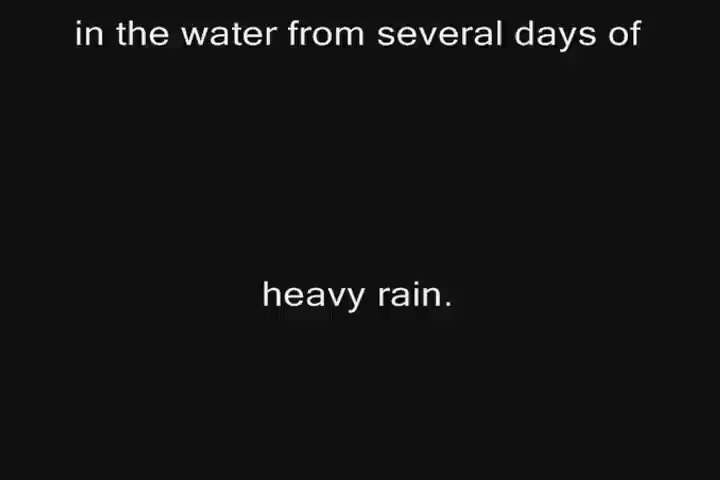 in the water from several days of
heavy rain.